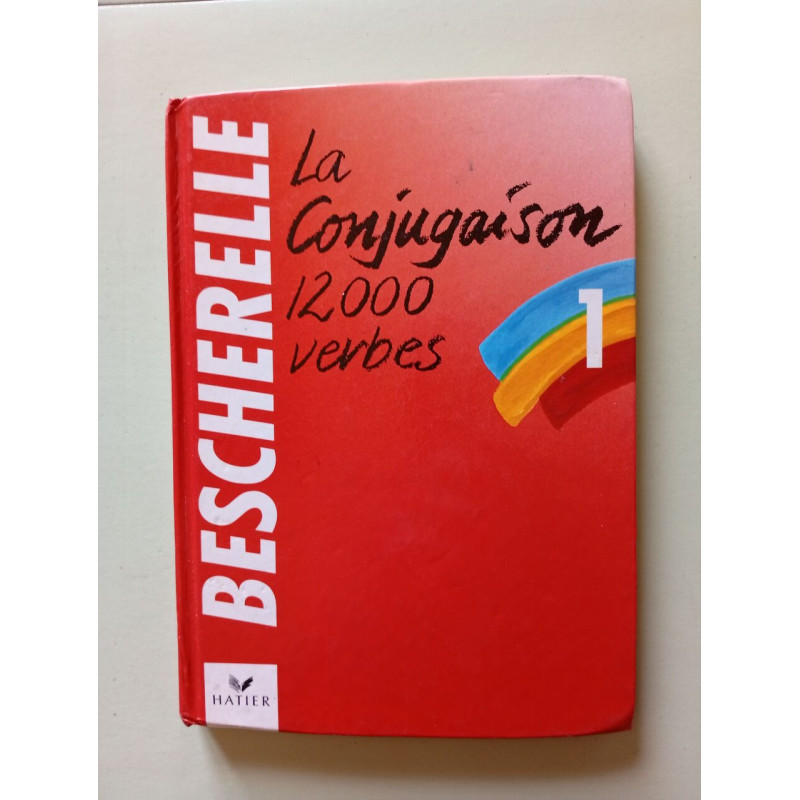 BESCHERELLE
La
Conjugaison
12000
verbes
1
HATIER